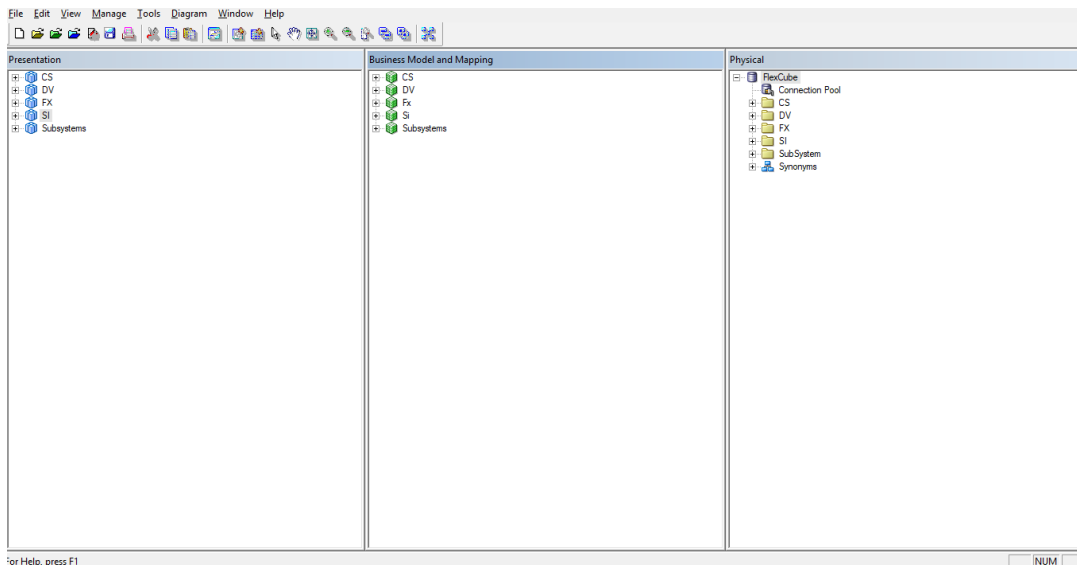 File Edit View Manage Tools Diagram Window Help
Presentation
CS
DV
FX
SI
Subsystems
Business Model and Mapping
CS
DV
Fx
Si
Subsystems
Physical
FlexCube
Connection Pool
CS
DV
FX
SI
SubSystem
Synonyms
For Help, press F1
NUM